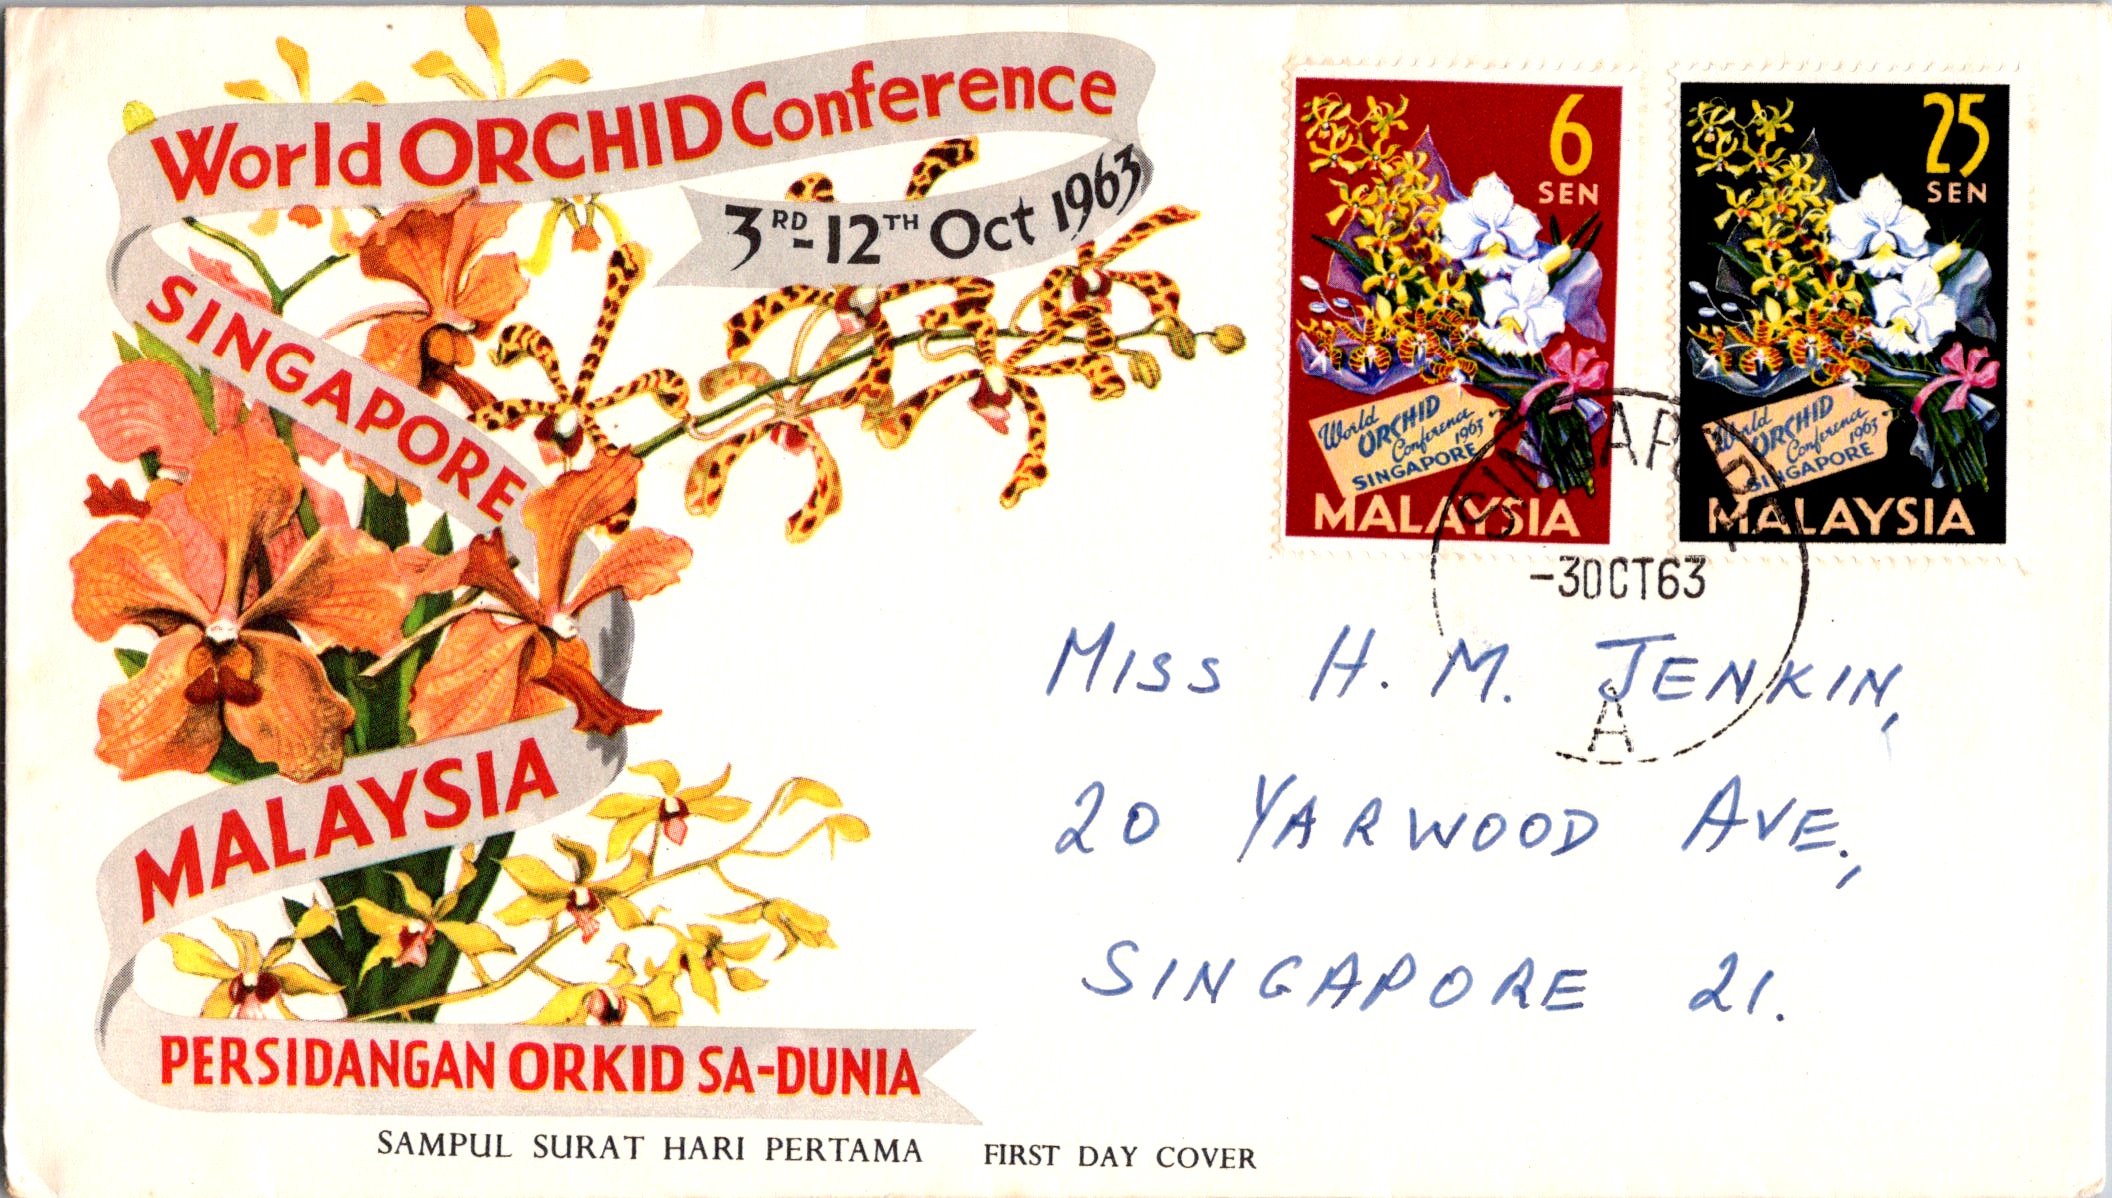 World ORCHID Conference
3RD-12TH Oct 1963
SINGAPORE
MALAYSIA
PERSIDANGAN ORKID SA-DUNIA
SAMPUL SURAT HARI PERTAMA FIRST DAY COVER
6
SEN
World
ORCHID
Conference
1963
SINGAPORE
MALAYSIA
25
SEN
World
ORCHID
Conference
1963
SINGAPORE
MALAYSIA
SINGAPORE
-3OCT63
A
MISS H. M. JENKIN,
20 YARWOOD AVE.,
SINGAPORE 21.